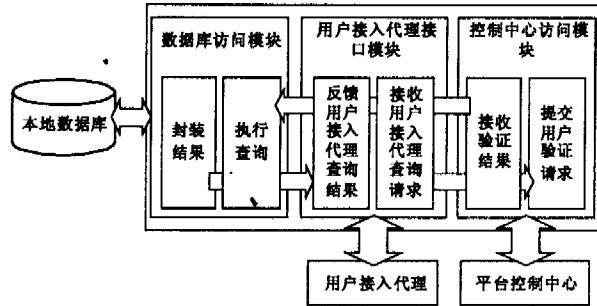 数据库访问模块
用户接入代理接
口模块
控制中心访问模
块
本地数据库
封装
结果
执行
查询
反馈
用户
接入
代理
查询
结果
接收
用户
接入
代理
查询
请求
接收
验证
结果
提交
用户
验证
请求
用户接入代理
平台控制中心